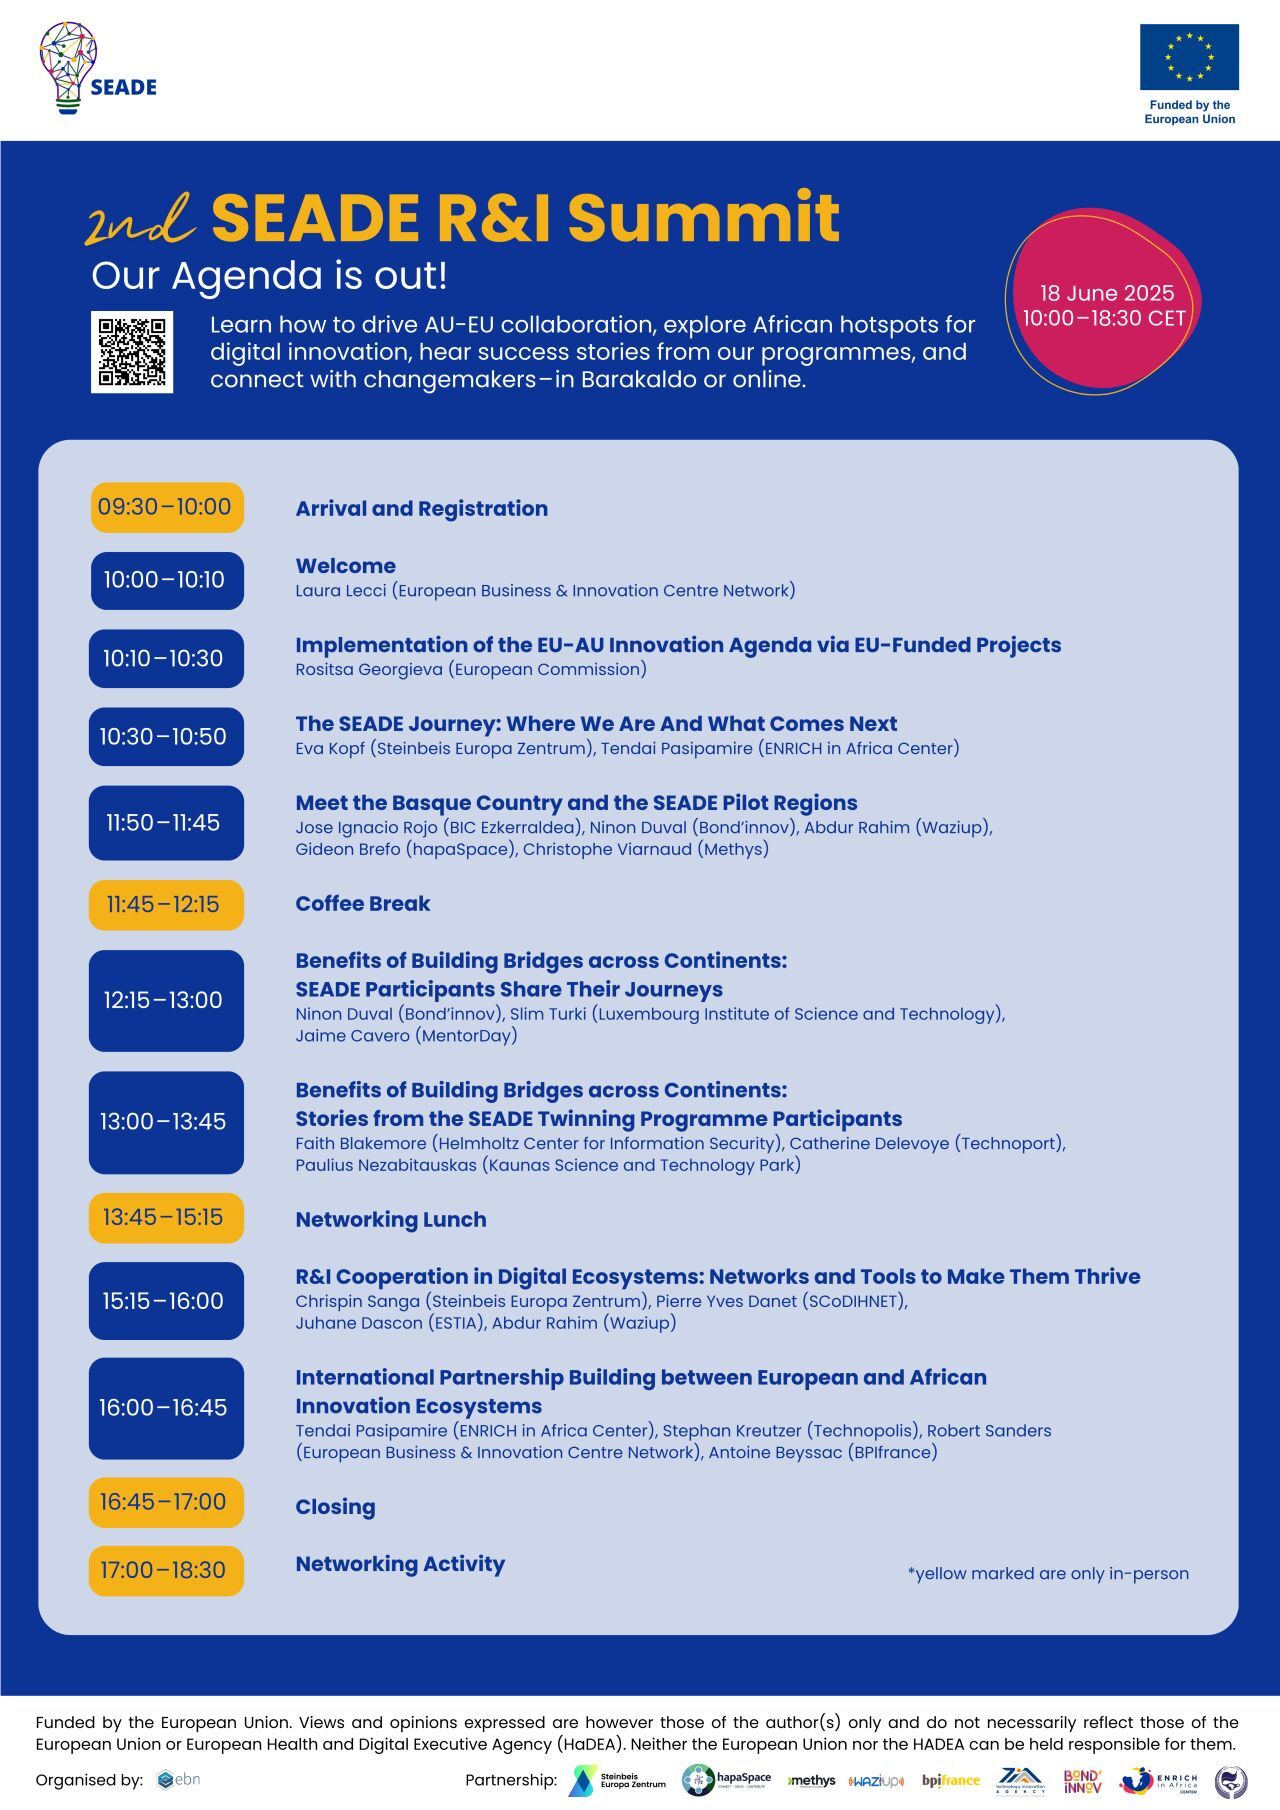 SEADE
Funded by the
European Union
2nd SEADE R&I Summit
Our Agenda is out!
Learn how to drive AU-EU collaboration, explore African hotspots for
digital innovation, hear success stories from our programmes, and
connect with changemakers–in Barakaldo or online.
18 June 2025
10:00–18:30 CET
09:30–10:00
Arrival and Registration
10:00–10:10
Welcome
Laura Lecci (European Business & Innovation Centre Network)
10:10–10:30
Implementation of the EU-AU Innovation Agenda via EU-Funded Projects
Rositsa Georgieva (European Commission)
10:30–10:50
The SEADE Journey: Where We Are And What Comes Next
Eva Kopf (Steinbeis Europa Zentrum), Tendai Pasipamire (ENRICH in Africa Center)
11:50–11:45
Meet the Basque Country and the SEADE Pilot Regions
Jose Ignacio Rojo (BIC Ezkerraldea), Ninon Duval (Bond’innov), Abdur Rahim (Waziup),
Gideon Brefo (hapaSpace), Christophe Viarnaud (Methys)
11:45–12:15
Coffee Break
12:15–13:00
Benefits of Building Bridges across Continents:
SEADE Participants Share Their Journeys
Ninon Duval (Bond’innov), Slim Turki (Luxembourg Institute of Science and Technology),
Jaime Cavero (MentorDay)
13:00–13:45
Benefits of Building Bridges across Continents:
Stories from the SEADE Twinning Programme Participants
Faith Blakemore (Helmholtz Center for Information Security), Catherine Delevoye (Technoport),
Paulius Nezabitauskas (Kaunas Science and Technology Park)
13:45–15:15
Networking Lunch
15:15–16:00
R&I Cooperation in Digital Ecosystems: Networks and Tools to Make Them Thrive
Chrispin Sanga (Steinbeis Europa Zentrum), Pierre Yves Danet (SCoDIHNET),
Juhane Dascon (ESTIA), Abdur Rahim (Waziup)
16:00–16:45
International Partnership Building between European and African
Innovation Ecosystems
Tendai Pasipamire (ENRICH in Africa Center), Stephan Kreutzer (Technopolis), Robert Sanders
(European Business & Innovation Centre Network), Antoine Beyssac (BPIfrance)
16:45–17:00
Closing
17:00–18:30
Networking Activity
*yellow marked are only in-person
Funded by the European Union. Views and opinions expressed are however those of the author(s) only and do not necessarily reflect those of the
European Union or European Health and Digital Executive Agency (HaDEA). Neither the European Union nor the HADEA can be held responsible for them.
Organised by: ebn
Partnership: Steinbeis
Europa Zentrum
hapaSpace
methys
WAZIUP
bpifrance
BOND'
iNNOV
ENRICH
in Africa
CENTER